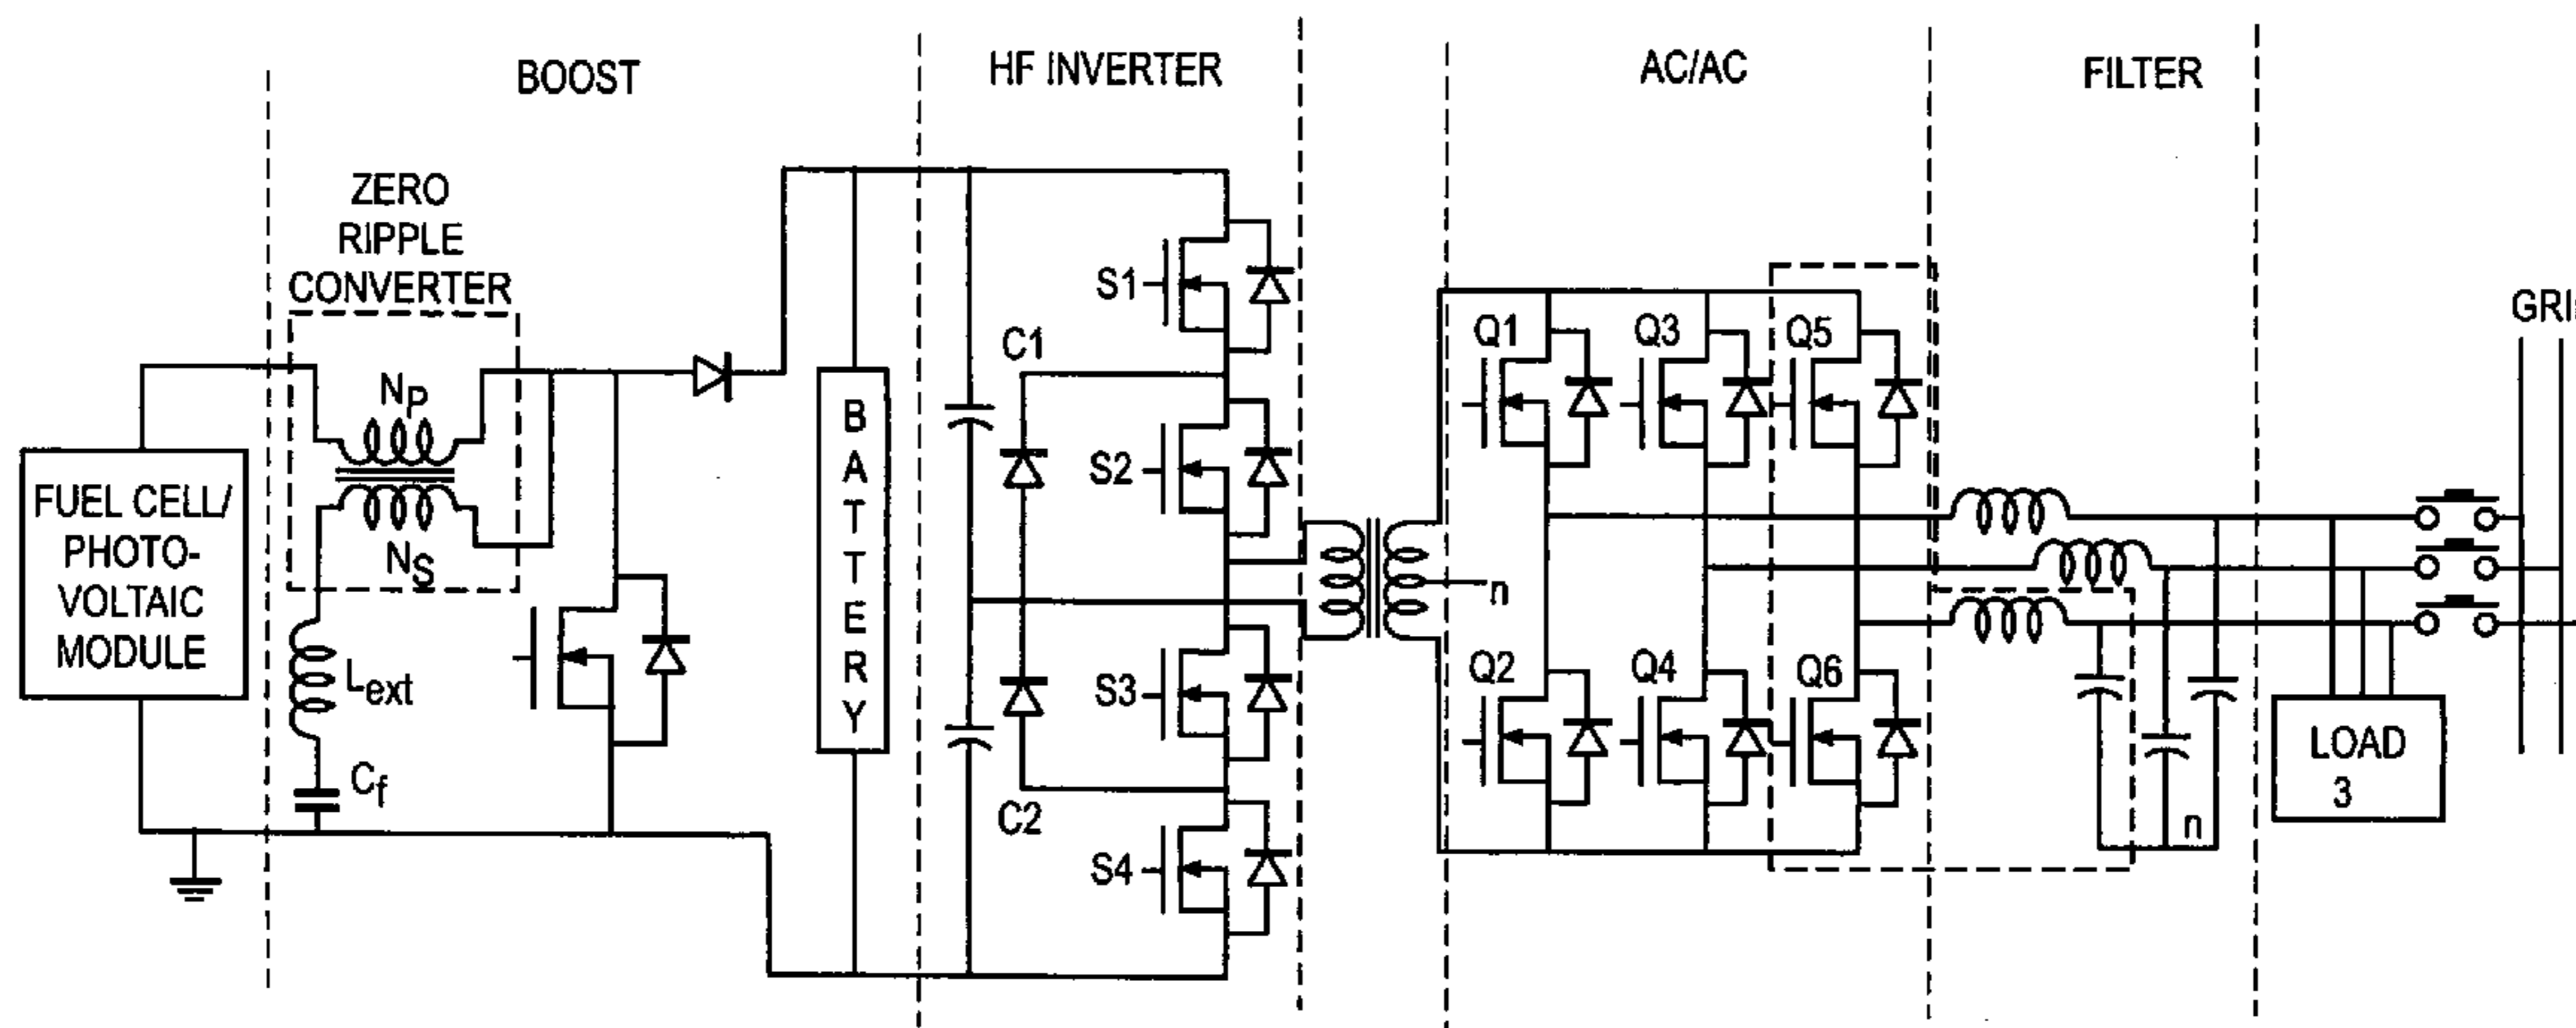 BOOST
HF INVERTER
AC/AC
FILTER
ZERO
RIPPLE
CONVERTER
NP
NS
FUEL CELL/
PHOTO-
VOLTAIC
MODULE
Lext
Cf
BATTERY
C1
C2
S1
S2
S3
S4
n
Q1
Q3
Q5
Q2
Q4
Q6
n
LOAD
3
GRI